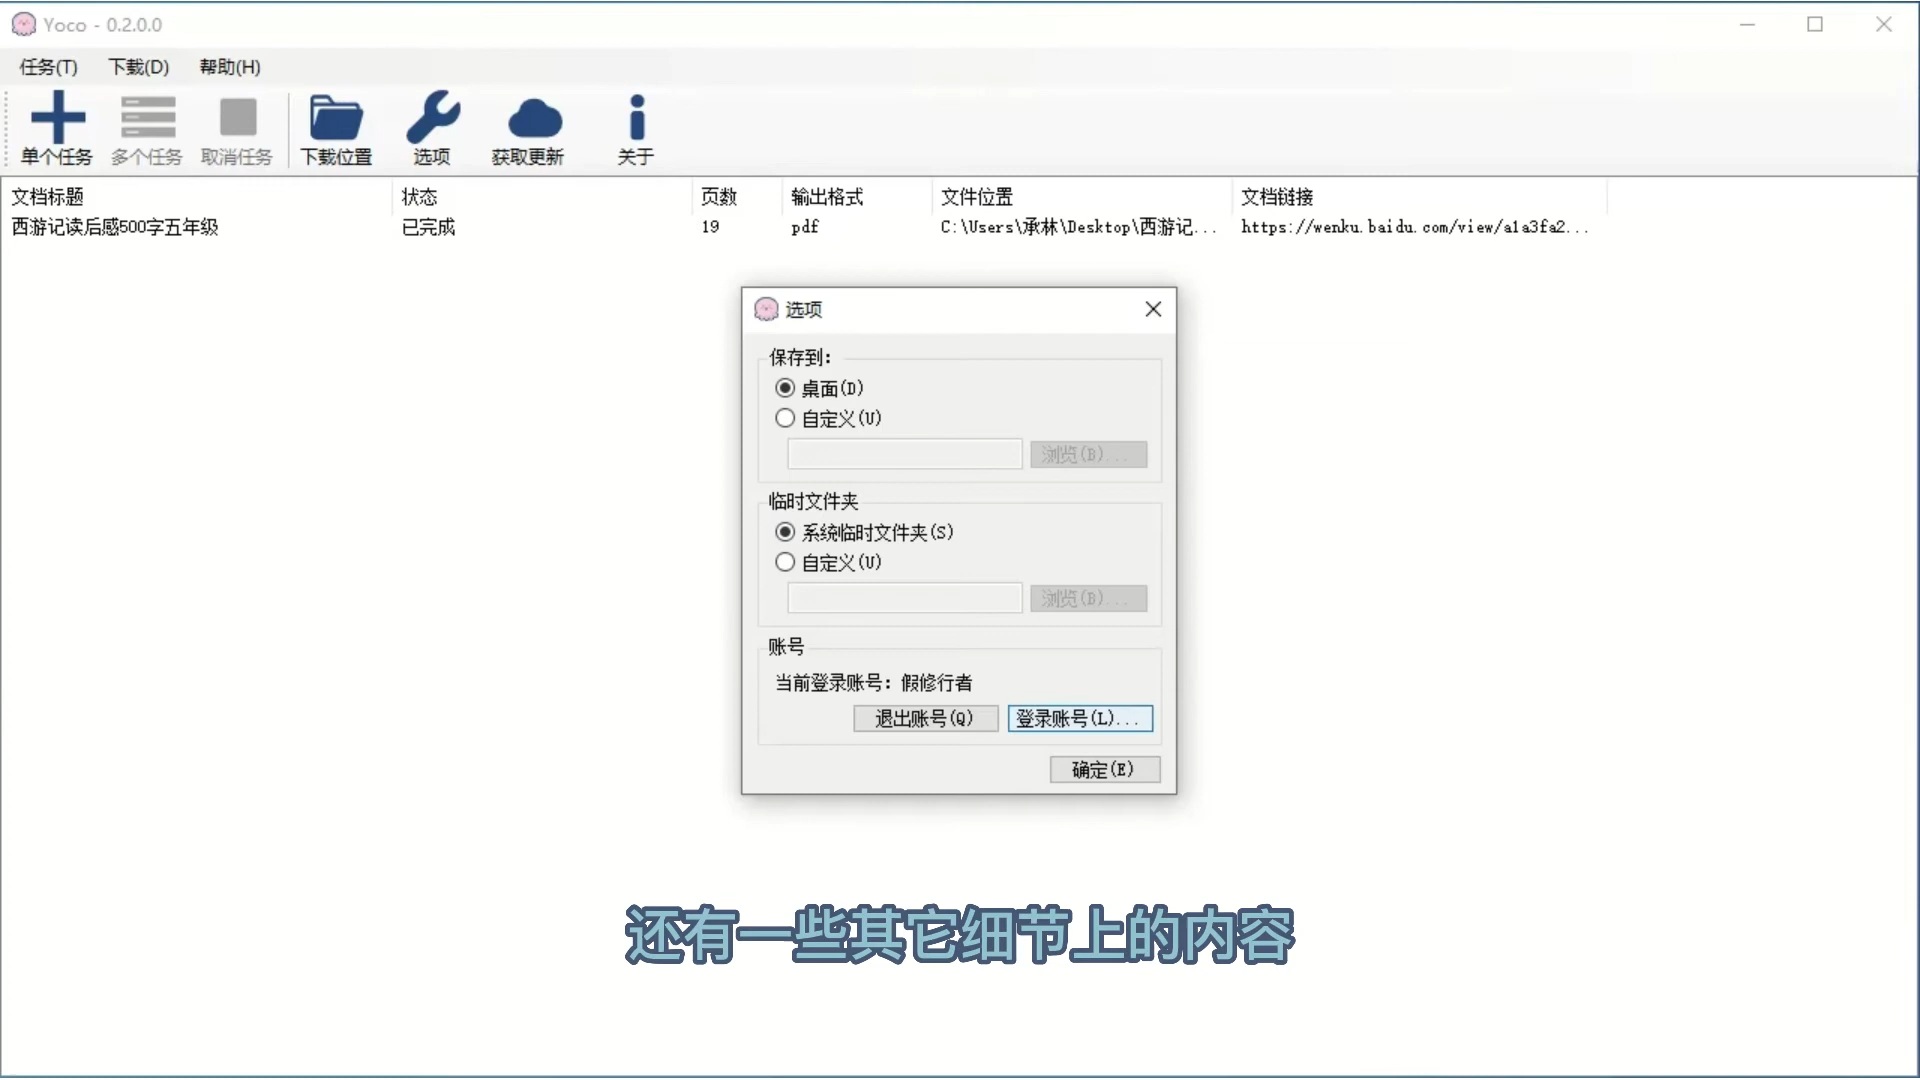 Yoco - 0.2.0.0
任务(T) 下载(D) 帮助(H)
单个任务 多个任务 取消任务 下载位置 选项 获取更新 关于
文档标题 状态 页数 输出格式 文件位置 文档链接
西游记读后感500字五年级 已完成 19 pdf C:\Users\承林\Desktop\西游记... https://wenku.baidu.com/view/a1a3fa2...
选项
保存到:
桌面(D)
自定义(U)
浏览(B)...
临时文件夹
系统临时文件夹(S)
自定义(U)
浏览(B)...
账号
当前登录账号: 假修行者
退出账号(Q) 登录账号(L)...
确定(E)
还有一些其它细节上的内容